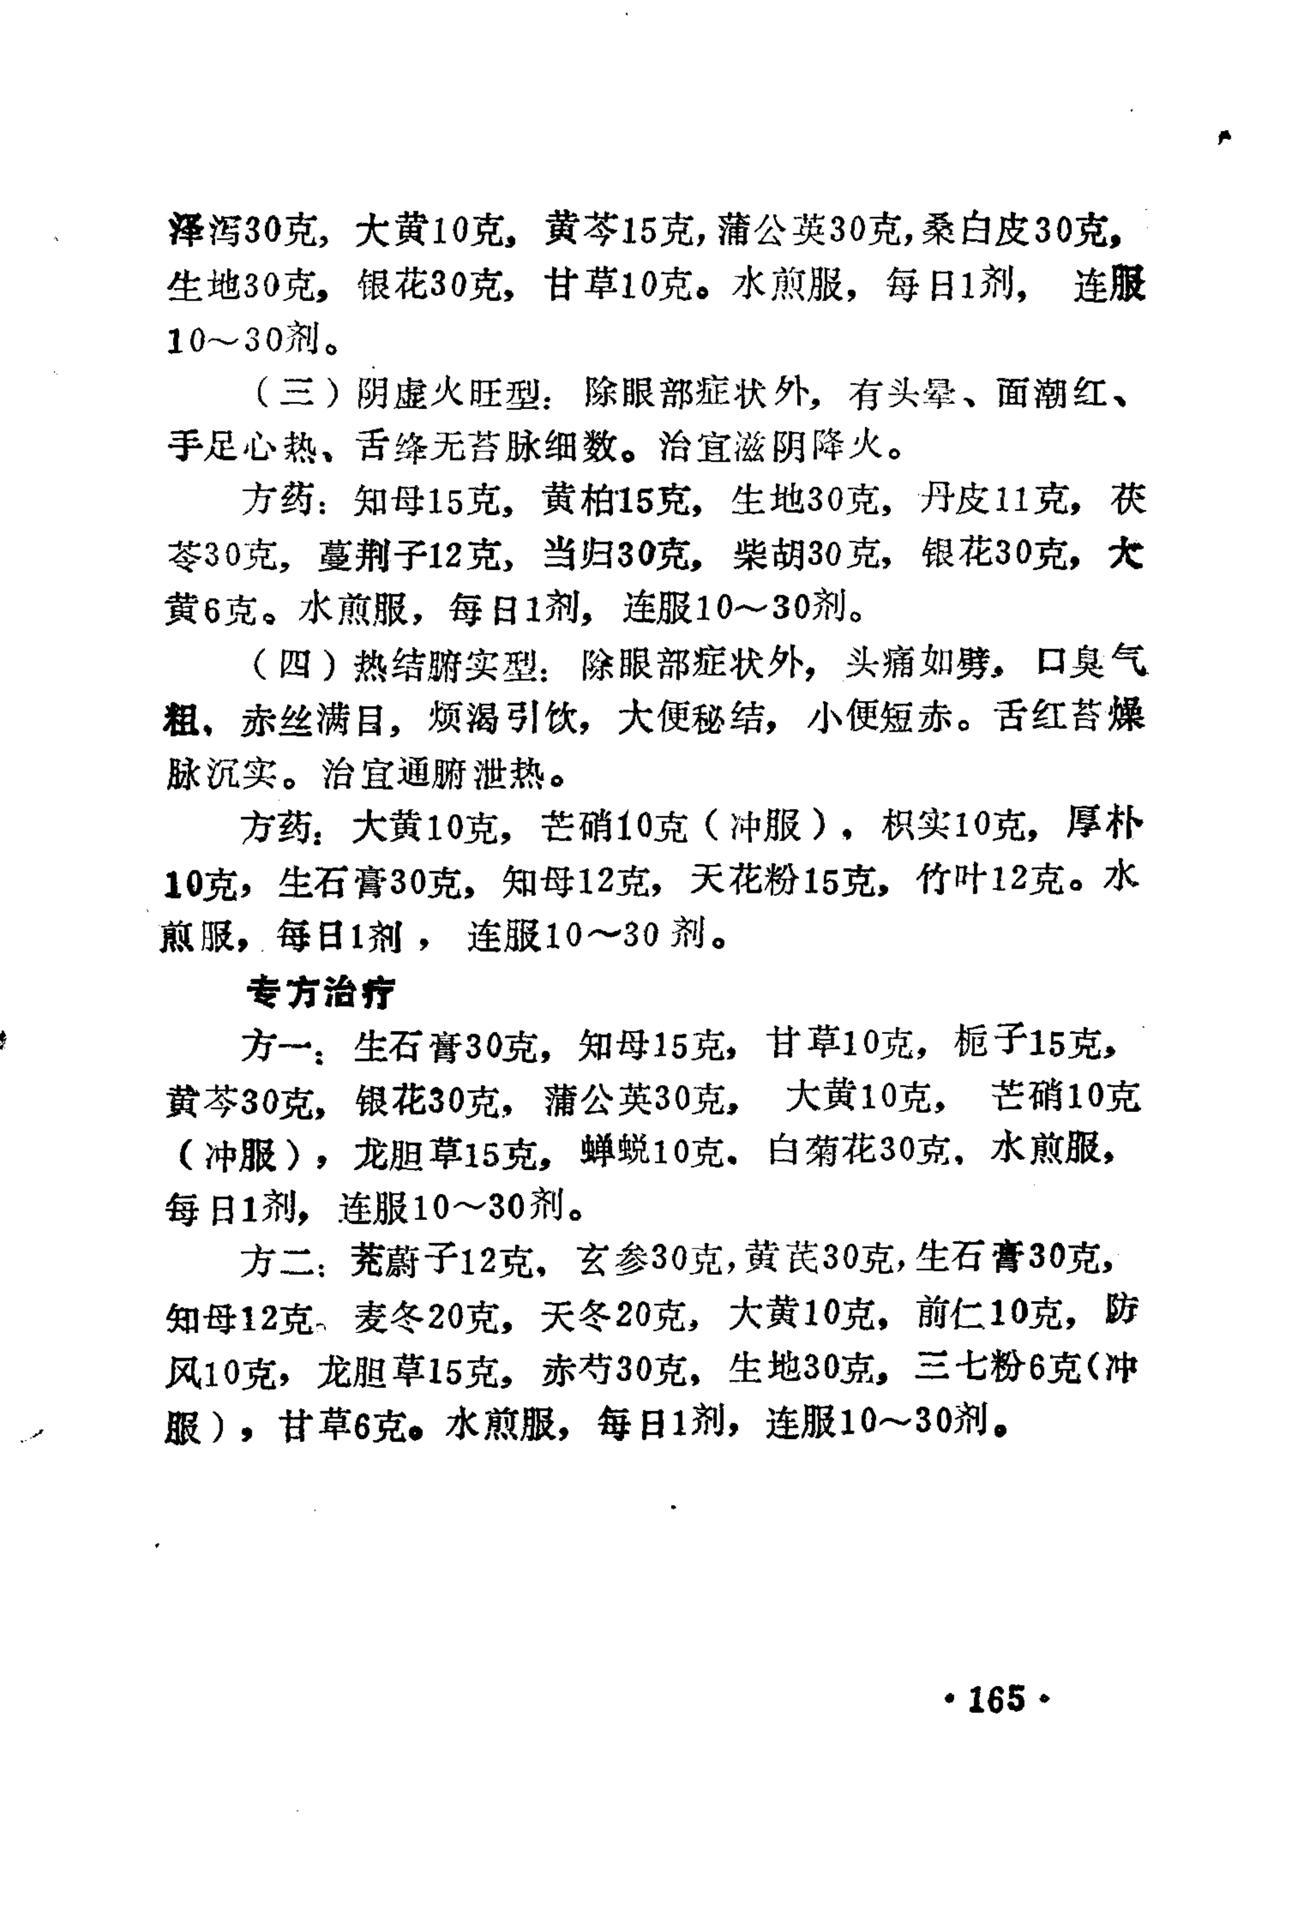 泽泻30克，大黄10克，黄芩15克，蒲公英30克，桑白皮30克，
生地30克，银花30克，甘草10克。水煎服，每日1剂，连服
10～30剂。
（三）阴虚火旺型：除眼部症状外，有头晕、面潮红、
手足心热、舌绛无苔脉细数。治宜滋阴降火。
方药：知母15克，黄柏15克，生地30克，丹皮11克，茯
苓30克，蔓荆子12克，当归30克，柴胡30克，银花30克，大
黄6克。水煎服，每日1剂，连服10～30剂。
（四）热结腑实型：除眼部症状外，头痛如劈，口臭气
粗，赤丝满目，烦渴引饮，大便秘结，小便短赤。舌红苔燥
脉沉实。治宜通腑泄热。
方药：大黄10克，芒硝10克（冲服），枳实10克，厚朴
10克，生石膏30克，知母12克，天花粉15克，竹叶12克。水
煎服，每日1剂，连服10～30剂。
专方治疗
方一：生石膏30克，知母15克，甘草10克，栀子15克，
黄芩30克，银花30克，蒲公英30克，大黄10克，芒硝10克
（冲服），龙胆草15克，蝉蜕10克，白菊花30克，水煎服，
每日1剂，连服10～30剂。
方二：茺蔚子12克，玄参30克，黄芪30克，生石膏30克，
知母12克、麦冬20克，天冬20克，大黄10克，前仁10克，防
风10克，龙胆草15克，赤芍30克，生地30克，三七粉6克（冲
服），甘草6克。水煎服，每日1剂，连服10～30剂。
·165·